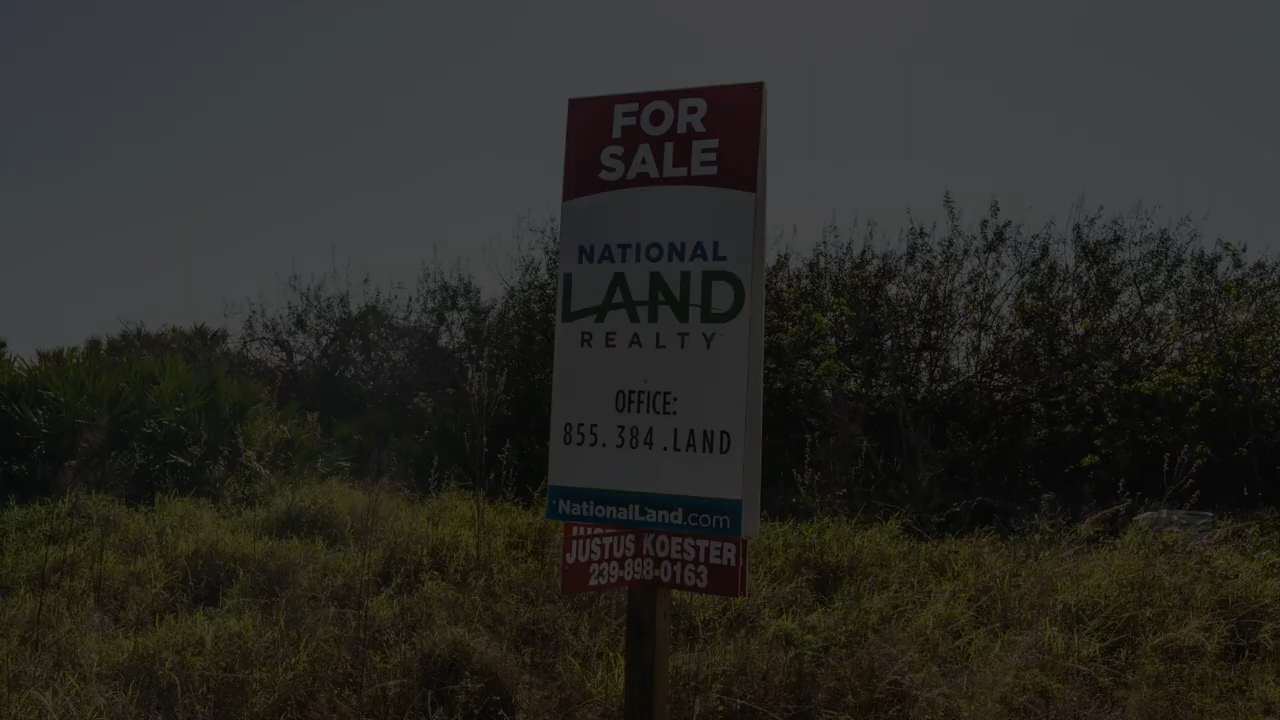 FOR
SALE
NATIONAL
LAND
REALTY
OFFICE:
855.384.LAND
NationalLand.com
JUSTUS KOESTER
239-898-0163